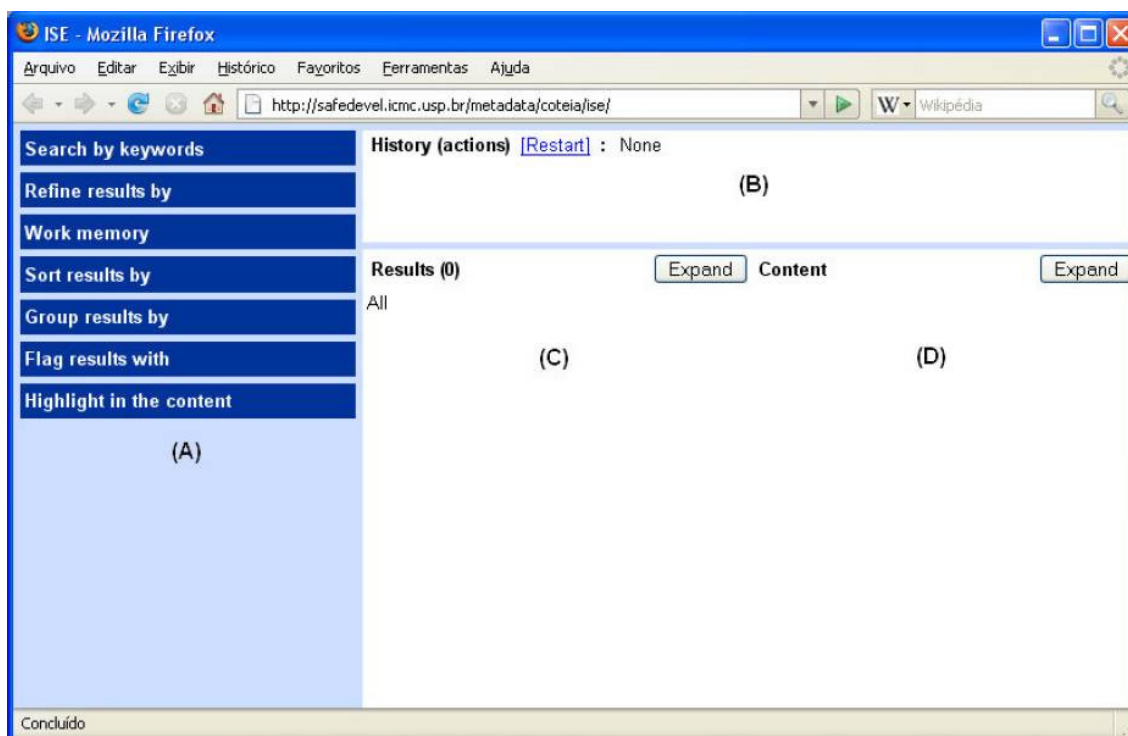 ISE - Mozilla Firefox
Arquivo Editar Exibir Histórico Favoritos Ferramentas Ajuda
http://safedevel.icmc.usp.br/metadata/coteia/ise/ W Wikipédia
Search by keywords
Refine results by
Work memory
Sort results by
Group results by
Flag results with
Highlight in the content
(A)
History (actions) [Restart] : None
(B)
Results (0) Expand Content Expand
All
(C) (D)
Concluído